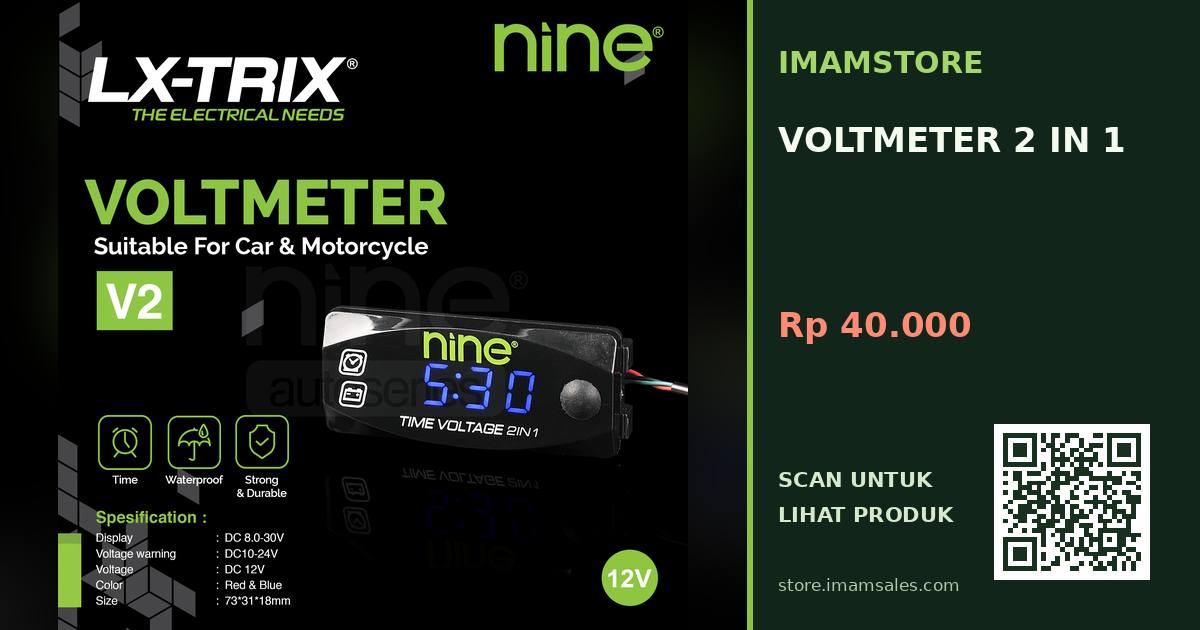 LX-TRIX®
THE ELECTRICAL NEEDS
nine®
VOLTMETER
Suitable For Car & Motorcycle
V2
nine®
autoseries
nine®
5:30
TIME VOLTAGE 2IN1
Time
Waterproof
Strong
& Durable
Spesification :
Display : DC 8.0-30V
Voltage warning : DC10-24V
Voltage : DC 12V
Color : Red & Blue
Size : 73*31*18mm
12V
IMAMSTORE
VOLTMETER 2 IN 1
Rp 40.000
SCAN UNTUK
LIHAT PRODUK
store.imamsales.com